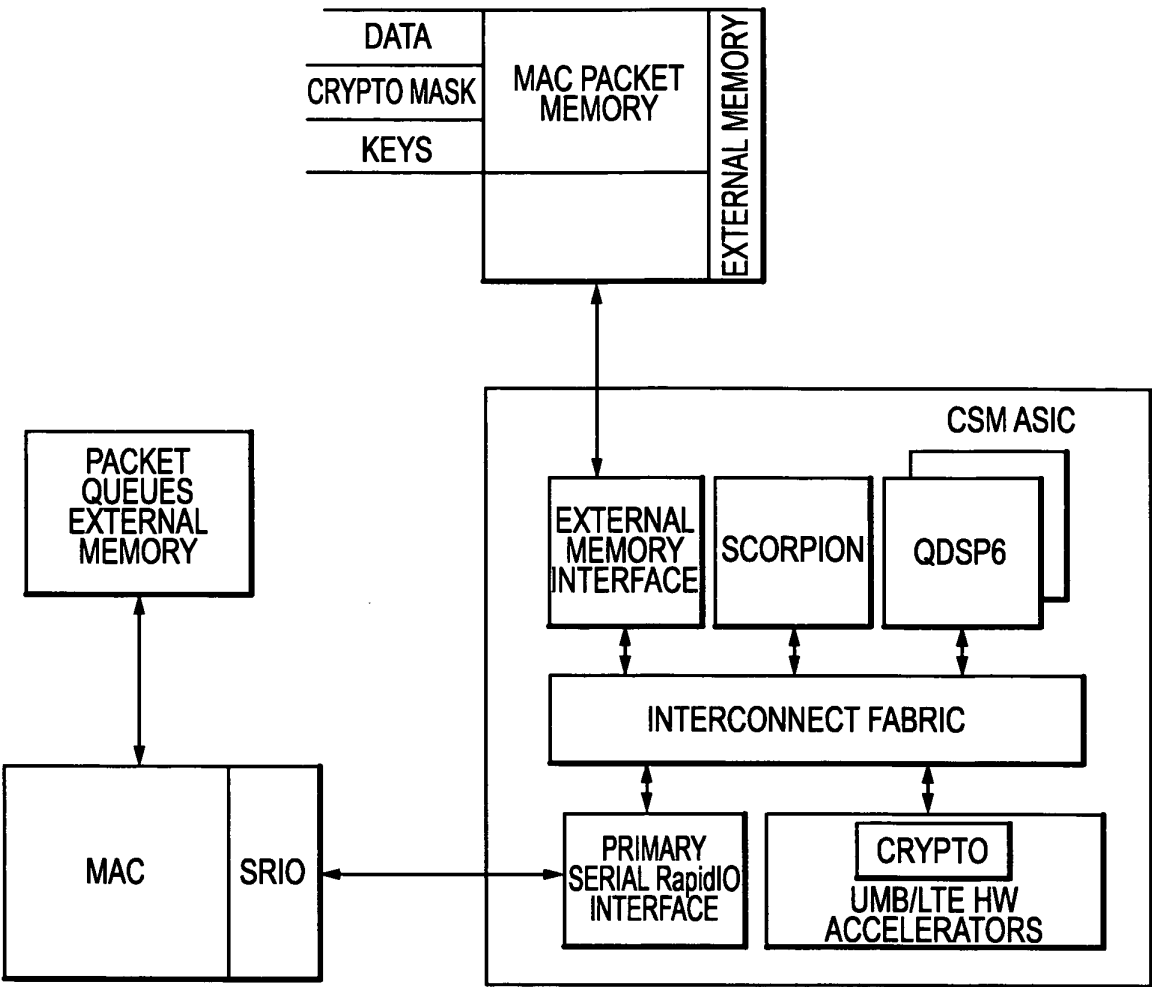 DATA
CRYPTO MASK
KEYS
MAC PACKET
MEMORY
EXTERNAL MEMORY
CSM ASIC
PACKET
QUEUES
EXTERNAL
MEMORY
EXTERNAL
MEMORY
INTERFACE
SCORPION
QDSP6
INTERCONNECT FABRIC
MAC
SRIO
PRIMARY
SERIAL RapidIO
INTERFACE
CRYPTO
UMB/LTE HW
ACCELERATORS